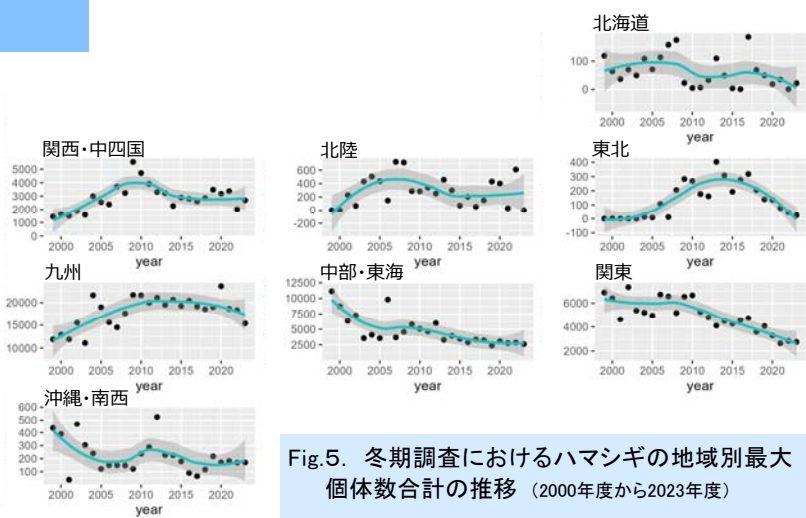 北海道
100
0
2000 2005 2010 2015 2020
year
関西・中四国
5000
4000
3000
2000
1000
0
2000 2005 2010 2015 2020
year
北陸
600
400
200
0
-200
2000 2005 2010 2015 2020
year
東北
400
300
200
100
0
-100
2000 2005 2010 2015 2020
year
九州
20000
15000
10000
2000 2005 2010 2015 2020
year
中部・東海
12500
10000
7500
5000
2500
2000 2005 2010 2015 2020
year
関東
6000
4000
2000
2000 2005 2010 2015 2020
year
沖縄・南西
600
500
400
300
200
100
2000 2005 2010 2015 2020
year
Fig.5. 冬期調査におけるハマシギの地域別最大
個体数合計の推移 (2000年度から2023年度)